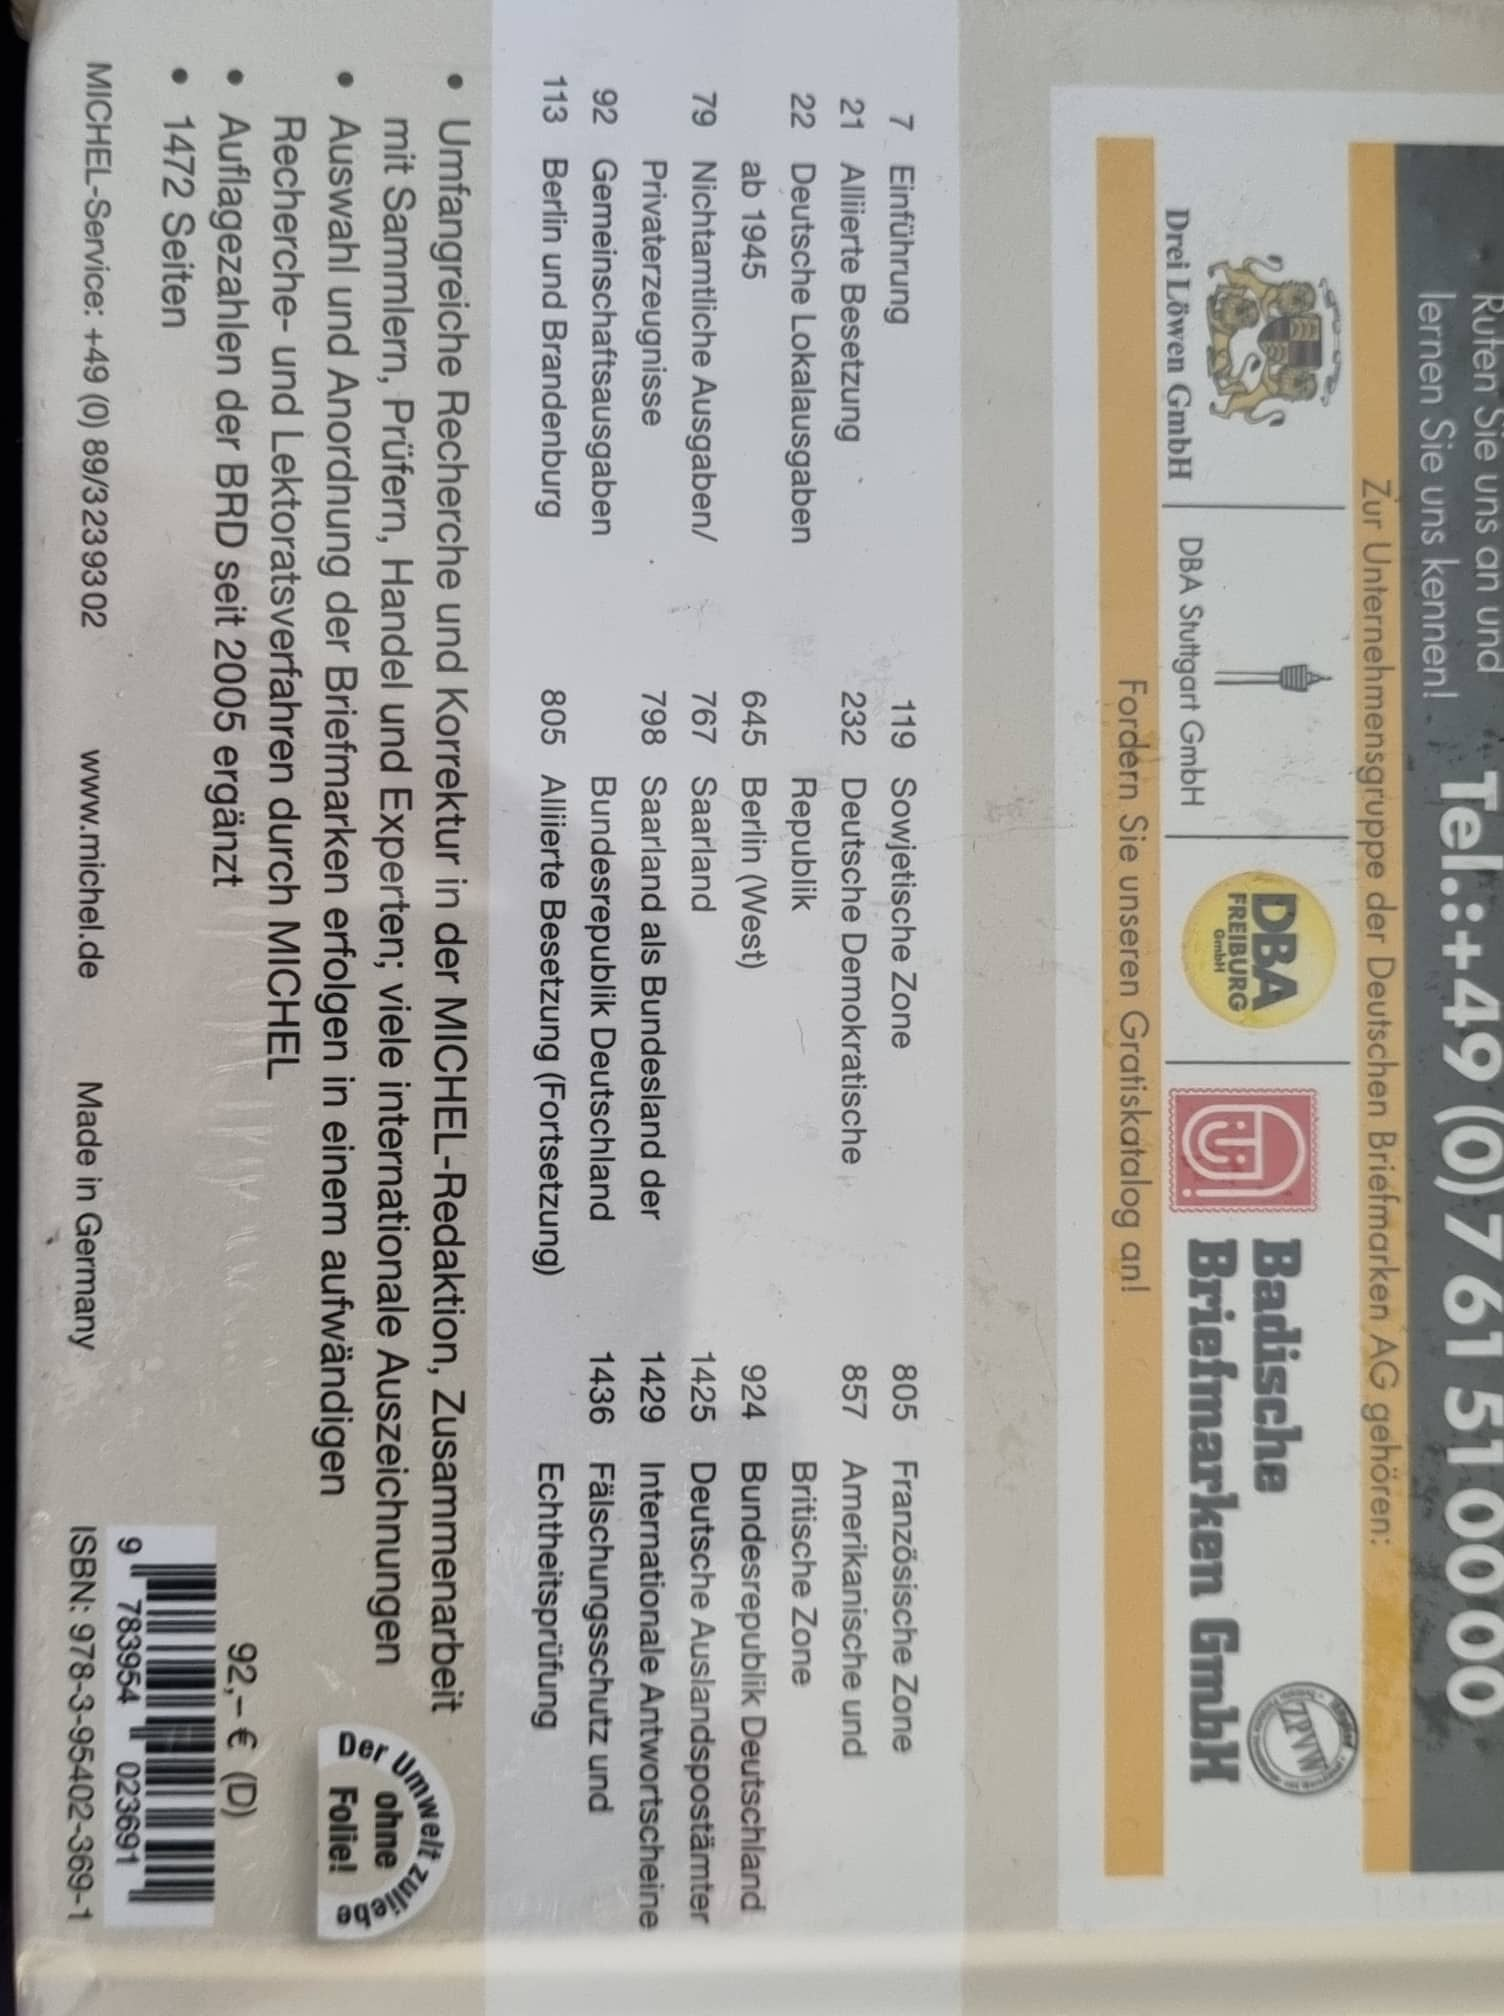 Rufen Sie uns an und
lernen Sie uns kennen!
Tel.:+49 (0) 7 61 51 00 00
Zur Unternehmensgruppe der Deutschen Briefmarken AG gehören:
Drei Löwen GmbH
DBA Stuttgart GmbH
DBA
FREIBURG
GmbH
Badische
Briefmarken GmbH
ZPVW
Fordern Sie unseren Gratiskatalog an!
7 Einführung
21 Alliierte Besetzung
22 Deutsche Lokalausgaben
ab 1945
79 Nichtamtliche Ausgaben/
Privaterzeugnisse
92 Gemeinschaftsausgaben
113 Berlin und Brandenburg
119 Sowjetische Zone
232 Deutsche Demokratische
Republik
645 Berlin (West)
767 Saarland
798 Saarland als Bundesland der
Bundesrepublik Deutschland
805 Alliierte Besetzung (Fortsetzung)
805 Französische Zone
857 Amerikanische und
Britische Zone
924 Bundesrepublik Deutschland
1425 Deutsche Auslandspostämter
1429 Internationale Antwortscheine
1436 Fälschungsschutz und
Echtheitsprüfung
• Umfangreiche Recherche und Korrektur in der MICHEL-Redaktion, Zusammenarbeit
mit Sammlern, Prüfern, Handel und Experten; viele internationale Auszeichnungen
• Auswahl und Anordnung der Briefmarken erfolgen in einem aufwändigen
Recherche- und Lektoratsverfahren durch MICHEL
• Auflagezahlen der BRD seit 2005 ergänzt
• 1472 Seiten
Der Umwelt zuliebe
ohne
Folie!
92,– € (D)
9 783954 023691
MICHEL-Service: +49 (0) 89/3239302 www.michel.de Made in Germany ISBN: 978-3-95402-369-1